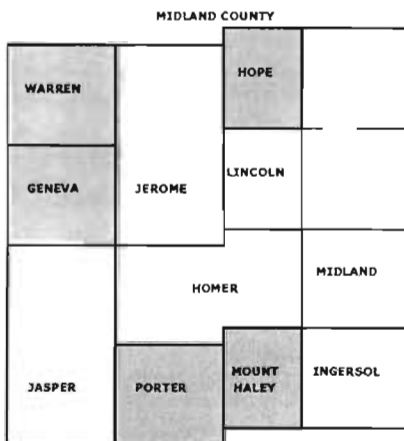 MIDLAND COUNTY
WARREN
HOPE
GENEVA
JEROME
LINCOLN
HOMER
MIDLAND
JASPER
PORTER
MOUNT
HALEY
INGERSOL